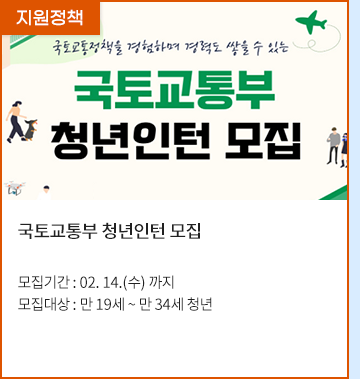 지원정책
국토교통정책을 경험하며 경력도 쌓을 수 있는
국토교통부
청년인턴 모집
국토교통부 청년인턴 모집
모집기간 : 02. 14.(수) 까지
모집대상 : 만 19세 ~ 만 34세 청년